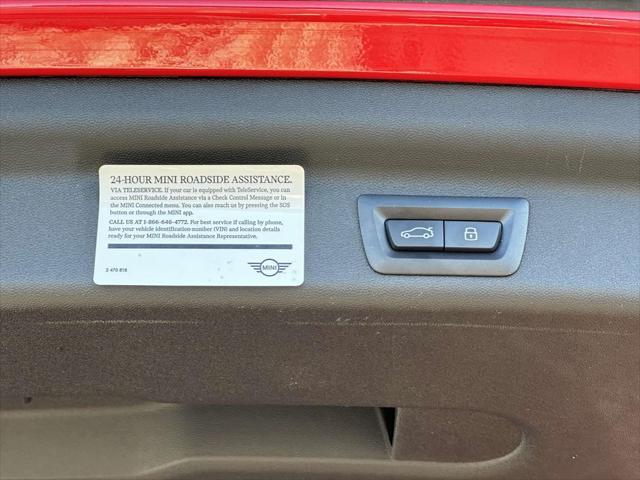 24-HOUR MINI ROADSIDE ASSISTANCE.
VIA TELESERVICE. If your car is equipped with TeleService, you can
access MINI Roadside Assistance via a Check Control Message or in
the MINI Connected menu. You can also reach us by pressing the SOS
button or through the MINI app.
CALL US AT 1-866-646-4772. For best service if calling by phone,
have your vehicle identification number (VIN) and location details
ready for your MINI Roadside Assistance Representative.
MINI
2 470 818